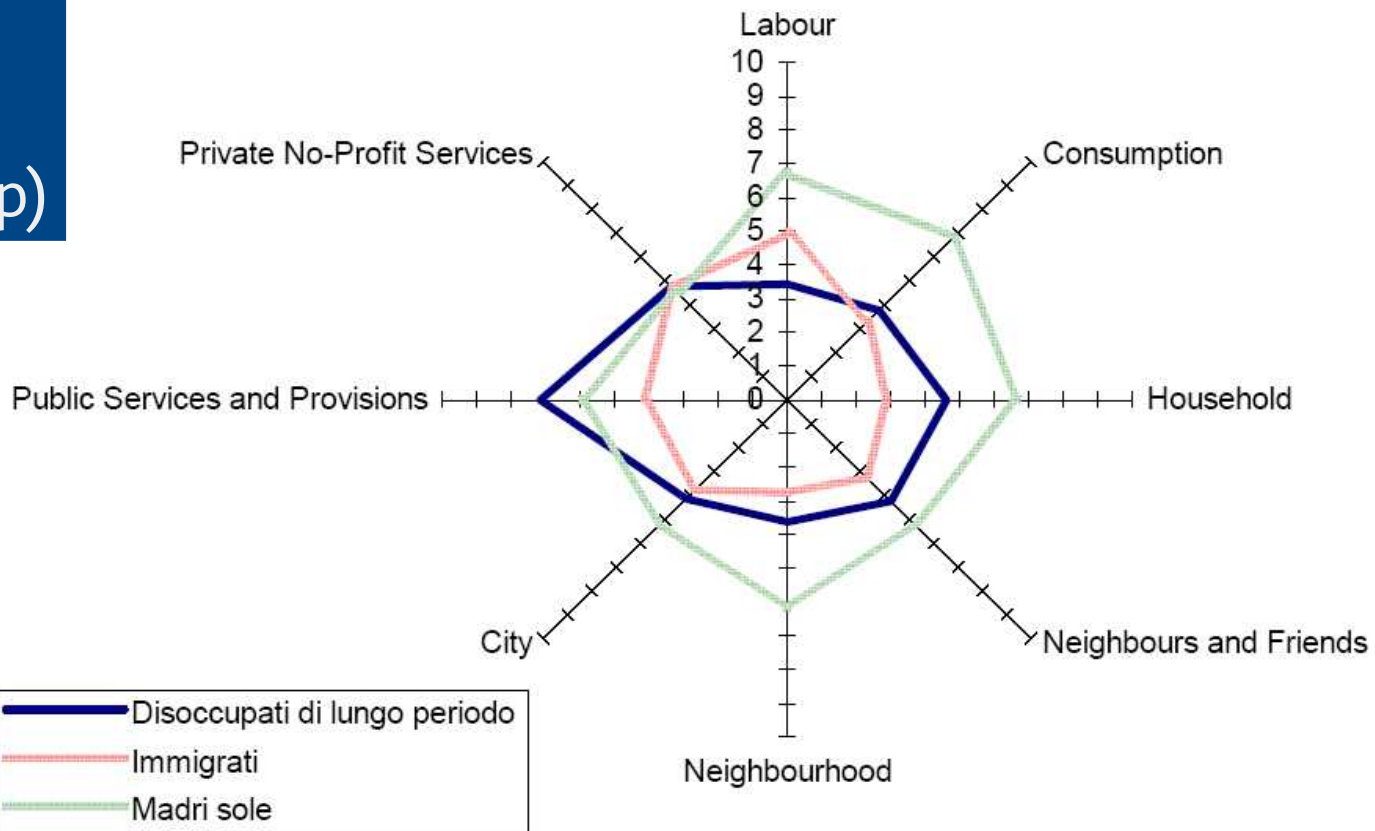 p)
Labour
10
9
8
7
6
5
4
3
2
1
0
Private No-Profit Services
Consumption
Public Services and Provisions
Household
City
Neighbours and Friends
Neighbourhood
Disoccupati di lungo periodo
Immigrati
Madri sole